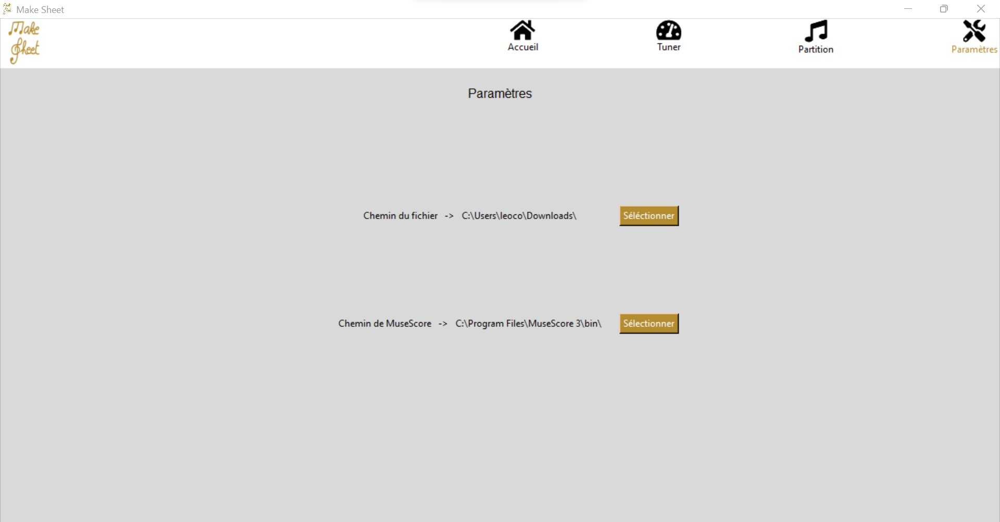 Make Sheet
Make
Sheet
Accueil
Tuner
Partition
Paramètres
Paramètres
Chemin du fichier -> C:\Users\leoco\Downloads\
Séléctionner
Chemin de MuseScore -> C:\Program Files\MuseScore 3\bin\
Sélectionner